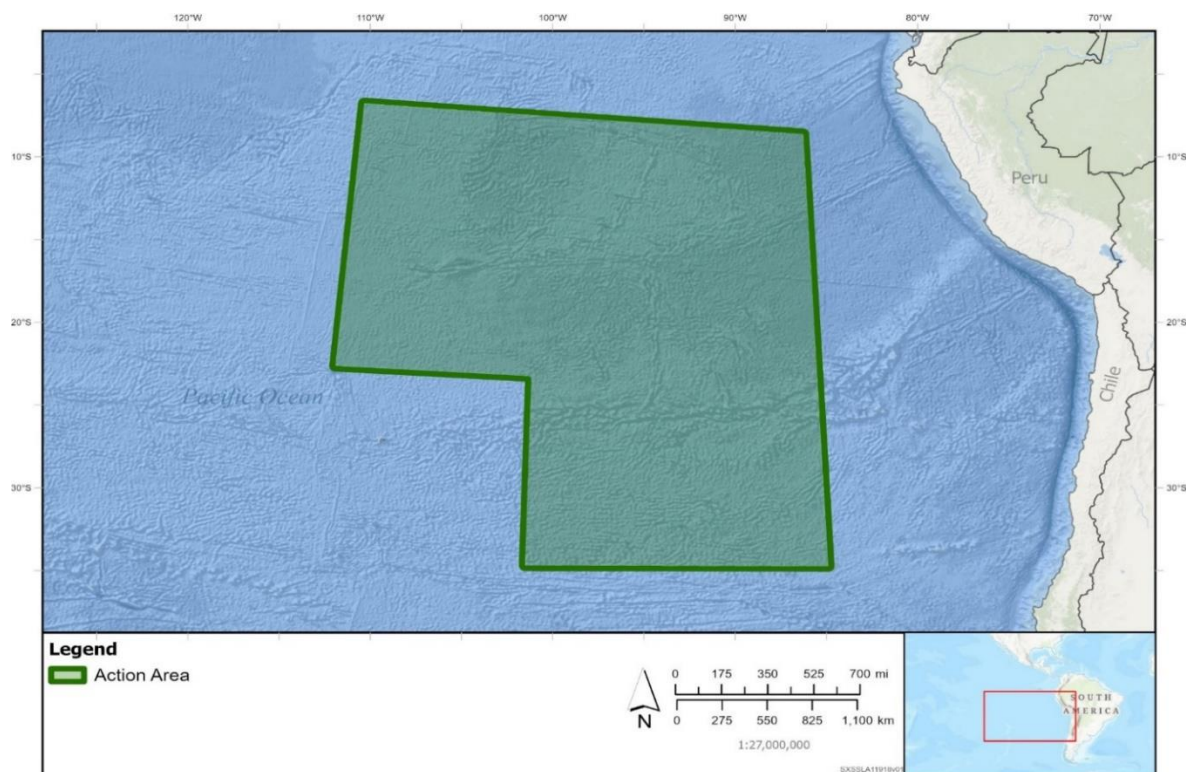 120°W 110°W 100°W 90°W 80°W 70°W
10°S 10°S
Peru
20°S 20°S
Pacific Ocean
Chile
30°S 30°S
Legend
Action Area
N
0 175 350 525 700 mi
0 275 550 825 1,100 km
1:27,000,000
SOUTH
AMERICA